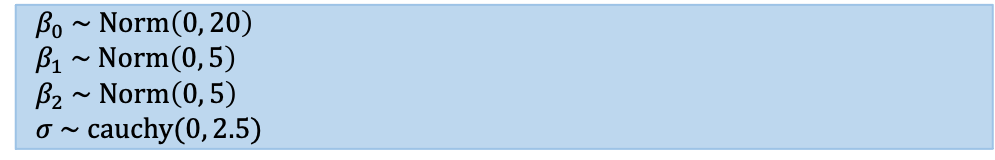 β₀ ~ Norm(0, 20)
β₁ ~ Norm(0, 5)
β₂ ~ Norm(0, 5)
σ ~ cauchy(0, 2.5)